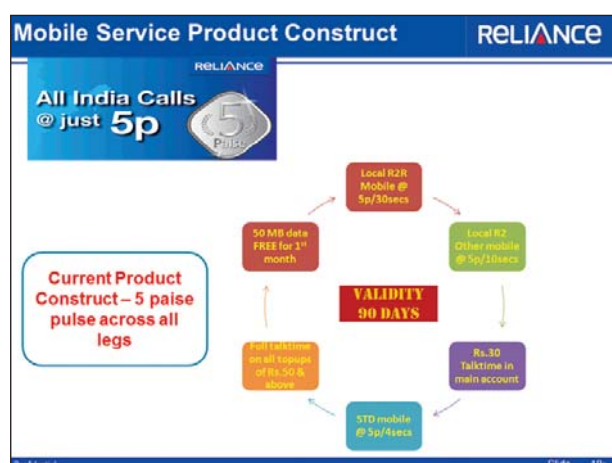 Mobile Service Product Construct
RELIANCE
RELIANCE
All India Calls
@ just 5p
5
Paise
Local R2R
Mobile @
5p/30secs
Local R2
Other mobile
@ 5p/10secs
Rs.30
Talktime in
main account
STD mobile
@ 5p/4secs
Full talktime
on all topups
of Rs.50 &
above
50 MB data
FREE for 1st
month
VALIDITY
90 DAYS
Current Product
Construct – 5 paise
pulse across all
legs